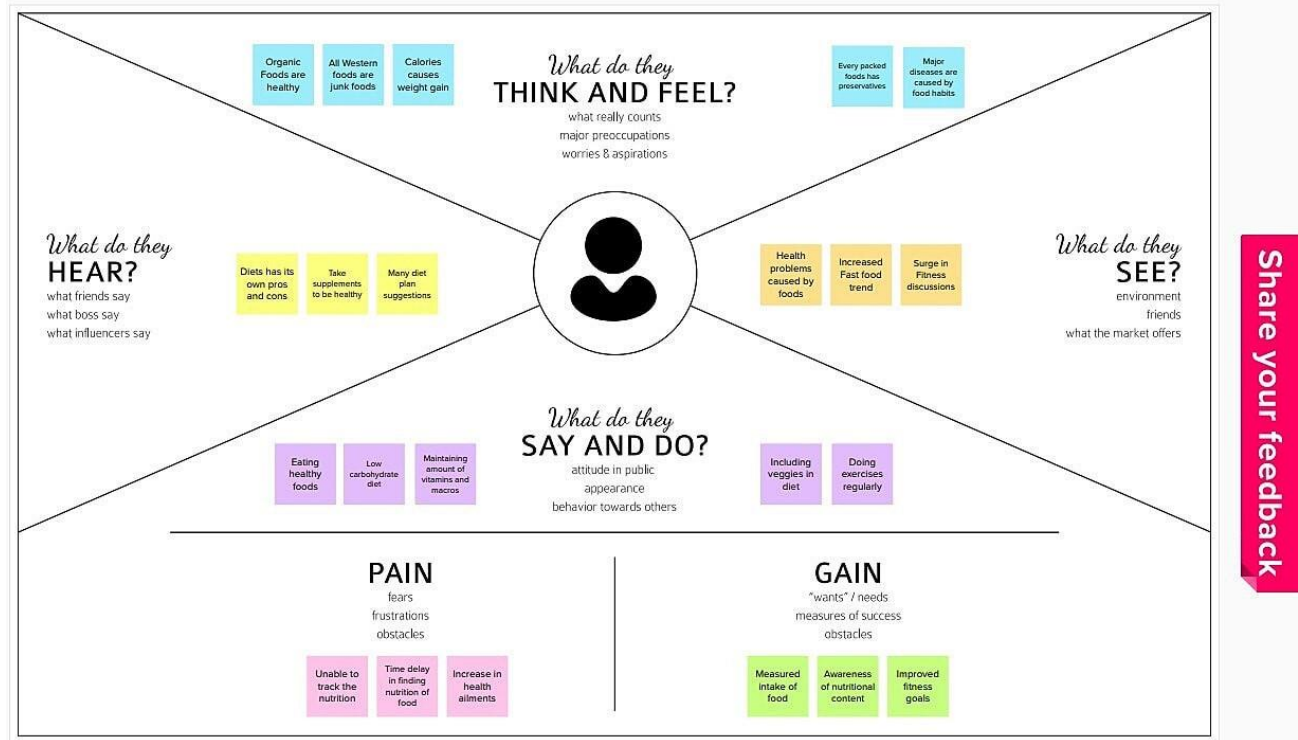 Organic
Foods are
healthy
All Western
foods are
junk foods
Calories
causes
weight gain
What do they
THINK AND FEEL?
what really counts
major preoccupations
worries & aspirations
Every packed
foods has
preservatives
Major
diseases are
caused by
food habits
What do they
HEAR?
what friends say
what boss say
what influencers say
Diets has its
own pros
and cons
Take
supplements
to be healthy
Many diet
plan
suggestions
Health
problems
caused by
foods
Increased
Fast food
trend
Surge in
Fitness
discussions
What do they
SEE?
environment
friends
what the market offers
What do they
SAY AND DO?
attitude in public
appearance
behavior towards others
Eating
healthy
foods
Low
carbohydrate
diet
Maintaining
amount of
vitamins and
macros
Including
veggies in
diet
Doing
exercises
regularly
PAIN
fears
frustrations
obstacles
Unable to
track the
nutrition
Time delay
in finding
nutrition of
food
Increase in
health
ailments
GAIN
"wants" / needs
measures of success
obstacles
Measured
intake of
food
Awareness
of nutritional
content
Improved
fitness
goals
Share your feedback